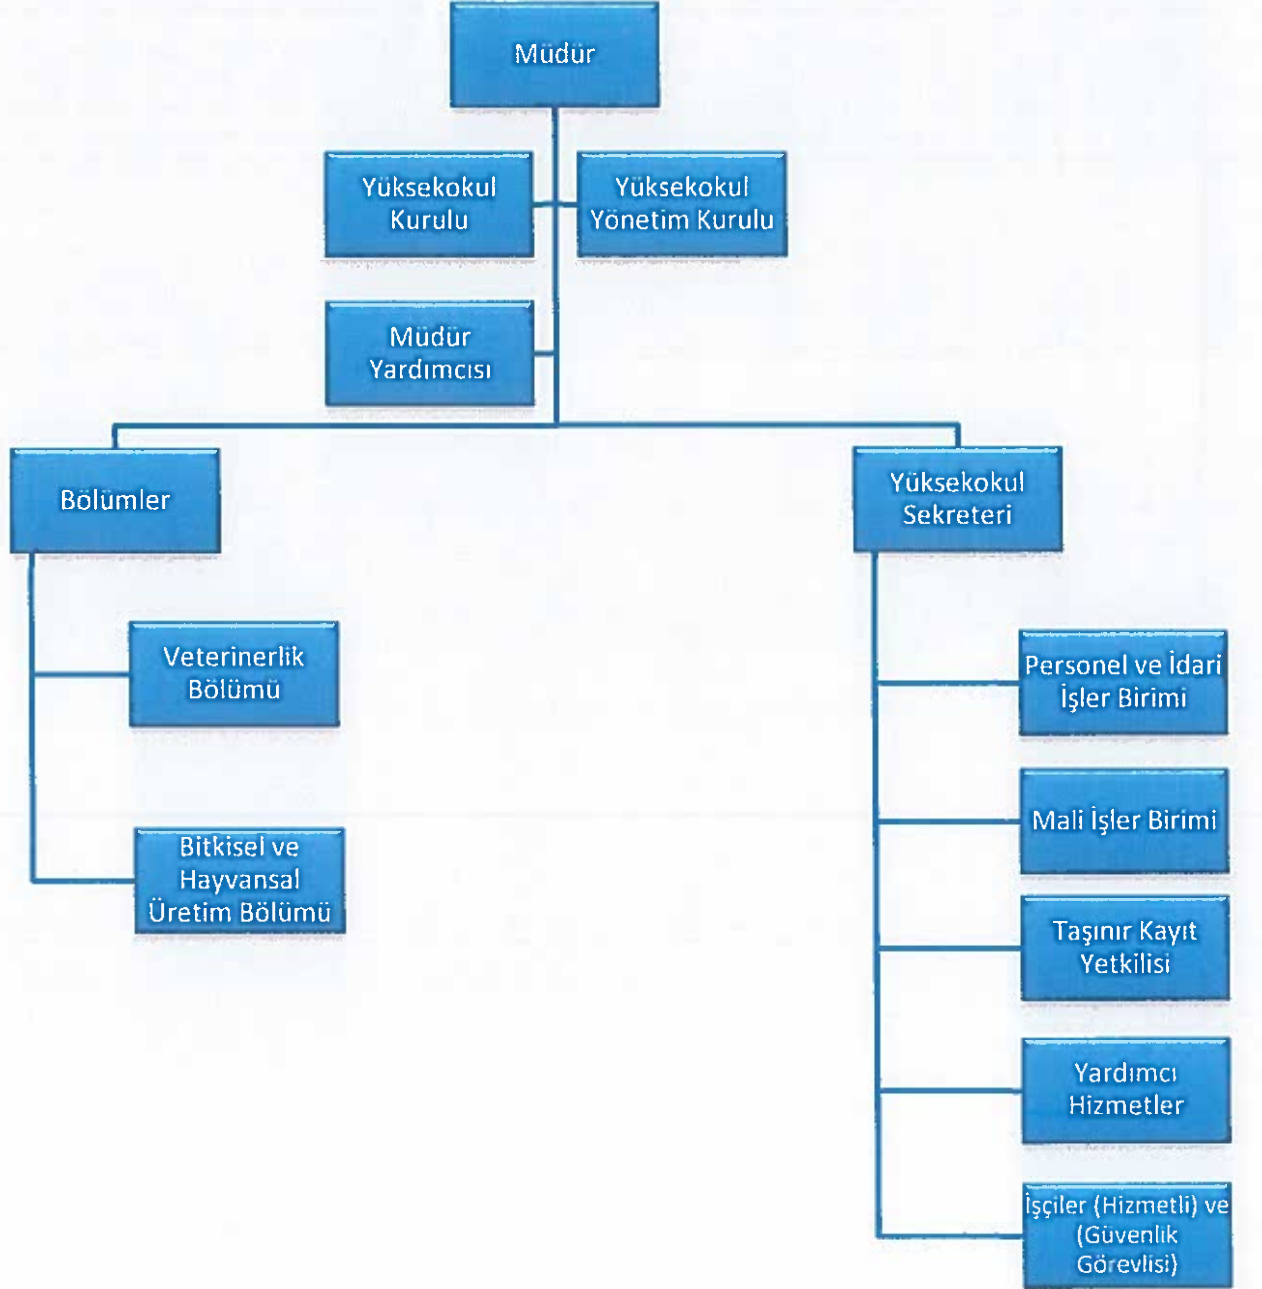 Müdür
Yüksekokul
Kurulu
Yüksekokul
Yönetim Kurulu
Müdür
Yardımcısı
Bölümler
Veterinerlik
Bölümü
Bitkisel ve
Hayvansal
Üretim Bölümü
Yüksekokul
Sekreteri
Personel ve İdari
İşler Birimi
Mali İşler Birimi
Taşınır Kayıt
Yetkilisi
Yardımcı
Hizmetler
İşçiler (Hizmetli) ve
(Güvenlik
Görevlisi)